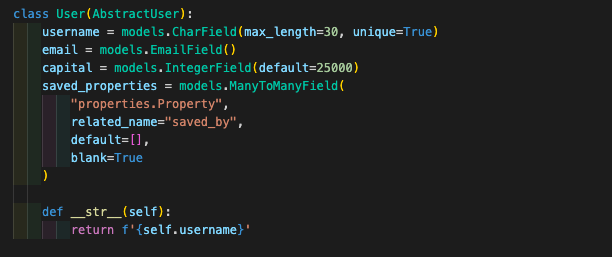 class User(AbstractUser):
    username = models.CharField(max_length=30, unique=True)
    email = models.EmailField()
    capital = models.IntegerField(default=25000)
    saved_properties = models.ManyToManyField(
        "properties.Property",
        related_name="saved_by",
        default=[],
        blank=True
    )

    def __str__(self):
        return f'{self.username}'